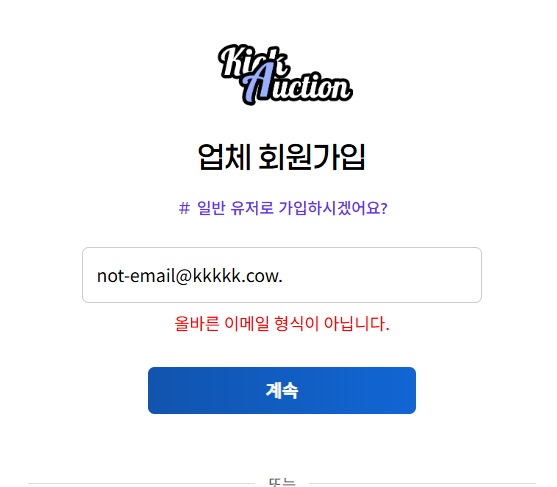 Kick
Auction
업체 회원가입
# 일반 유저로 가입하시겠어요?
not-email@kkkkk.cow.
올바른 이메일 형식이 아닙니다.
계속
또는